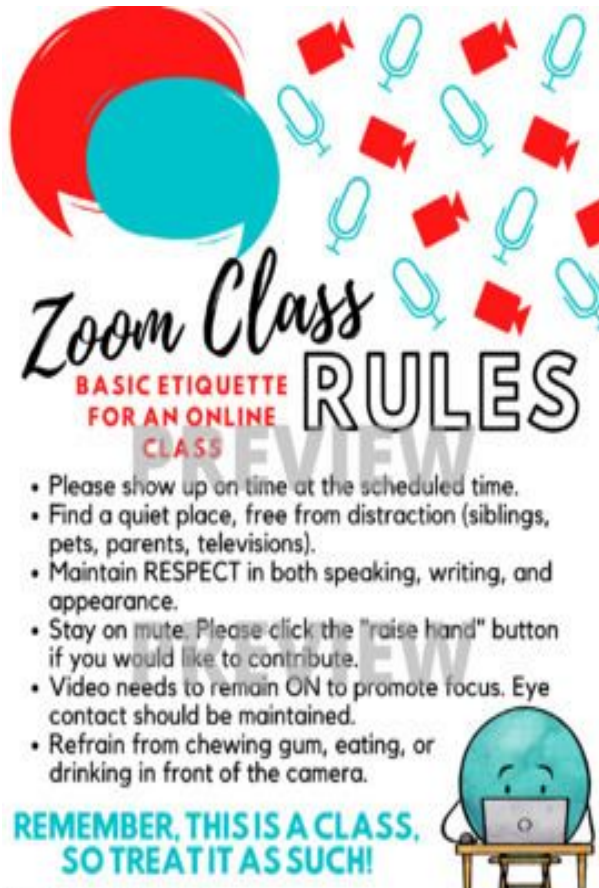 Zoom Class
RULES
BASIC ETIQUETTE
FOR AN ONLINE
CLASS
PREVIEW
• Please show up on time at the scheduled time.
• Find a quiet place, free from distraction (siblings,
pets, parents, televisions).
• Maintain RESPECT in both speaking, writing, and
appearance.
• Stay on mute. Please click the "raise hand" button
if you would like to contribute.
PREVIEW
• Video needs to remain ON to promote focus. Eye
contact should be maintained.
• Refrain from chewing gum, eating, or
drinking in front of the camera.
REMEMBER, THIS IS A CLASS,
SO TREAT IT AS SUCH!